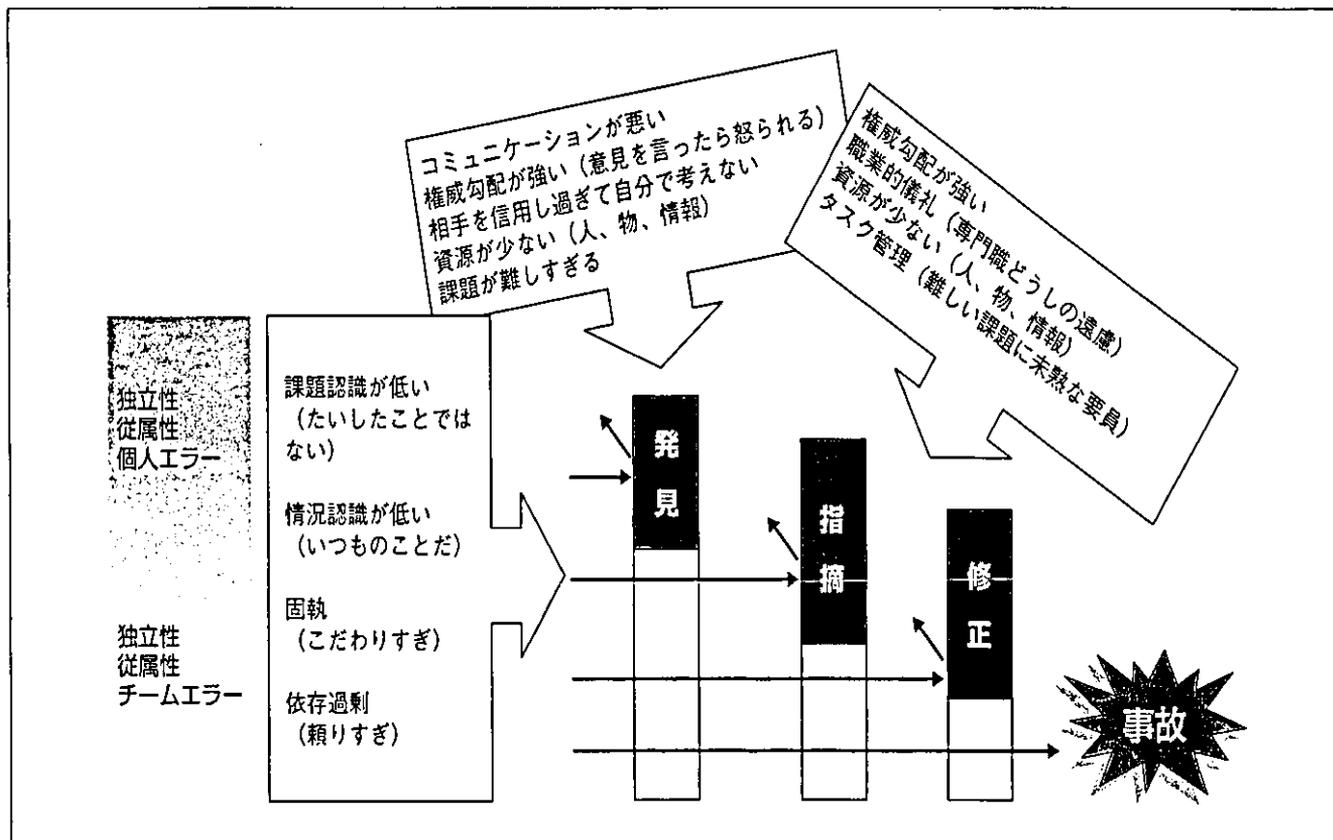 コミュニケーションが悪い
権威勾配が強い（意見を言ったら怒られる）
相手を信用し過ぎて自分で考えない
資源が少ない（人、物、情報）
課題が難しすぎる
権威勾配が強い
職業的儀礼（専門職どうしの遠慮）
資源が少ない（人、物、情報）
タスク管理（難しい課題に未熟な要員）
独立性
従属性
個人エラー
独立性
従属性
チームエラー
課題認識が低い
（たいしたことでは
ない）
情況認識が低い
（いつものことだ）
固執
（こだわりすぎ）
依存過剰
（頼りすぎ）
発見
指摘
修正
事故